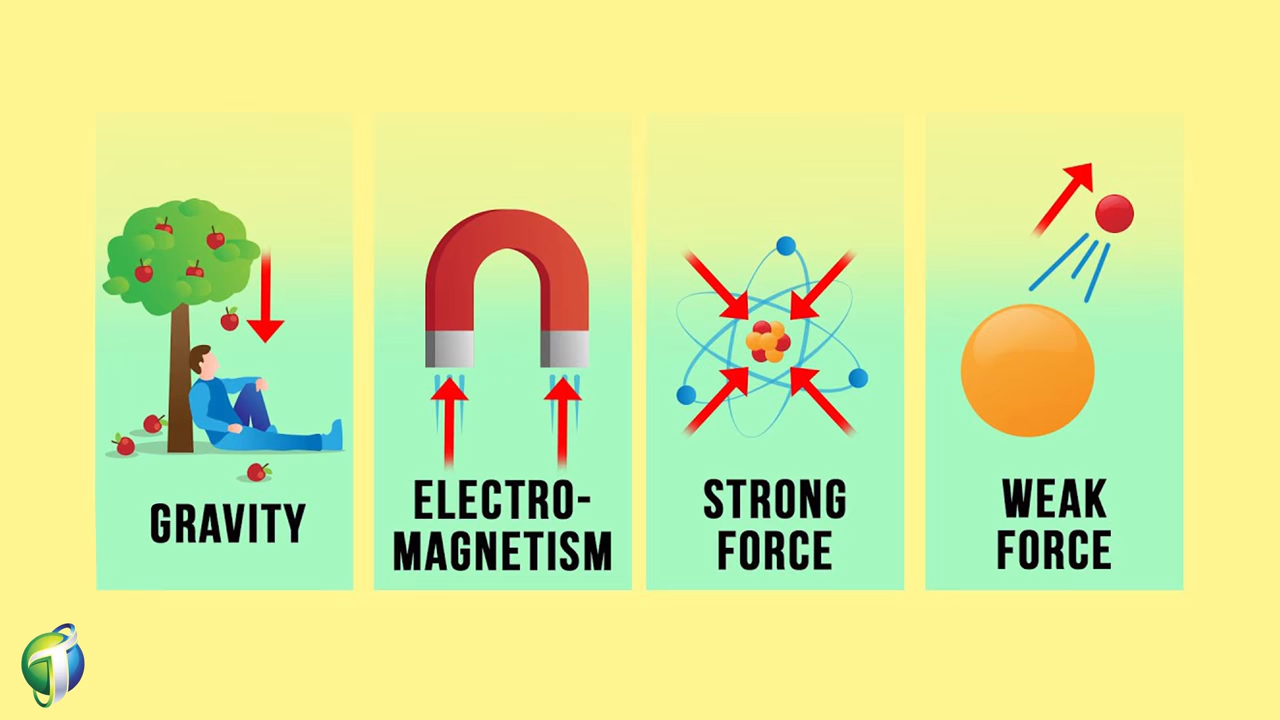 GRAVITY
ELECTRO-
MAGNETISM
STRONG
FORCE
WEAK
FORCE
T